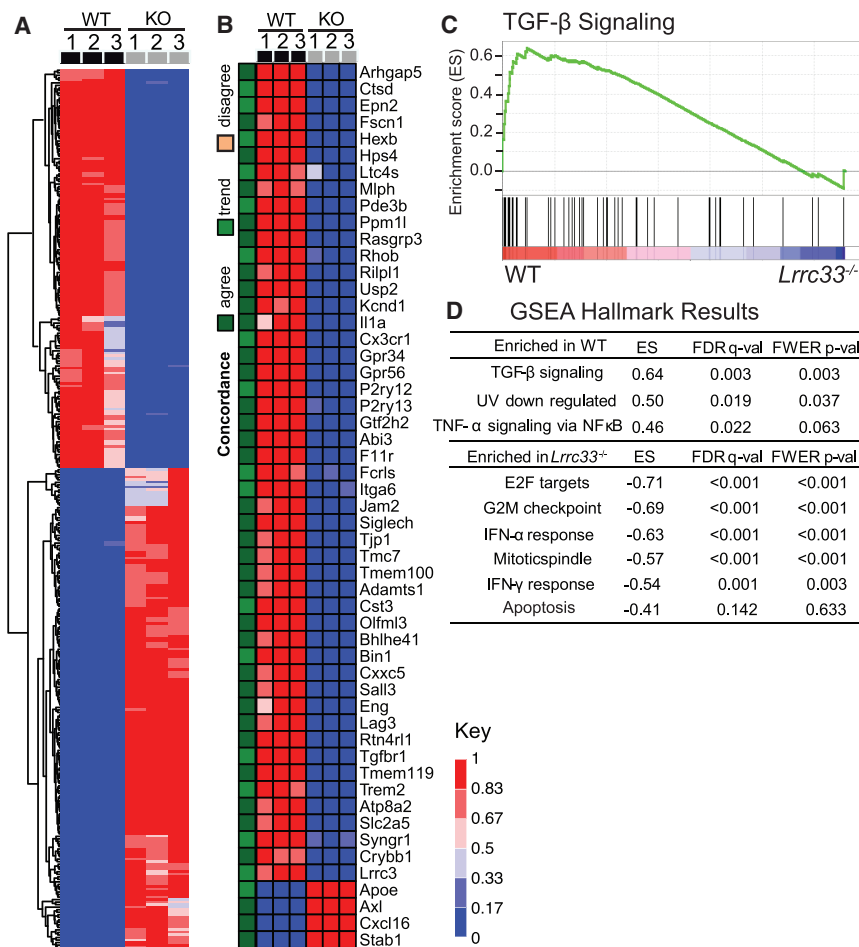 A
WT KO
1 2 3 1 2 3
B
WT KO
1 2 3 1 2 3
Concordance
agree
trend
disagree
Arhgap5
Ctsd
Epn2
Fscn1
Hexb
Hps4
Ltc4s
Mlph
Pde3b
Ppm1l
Rasgrp3
Rhob
Rilpl1
Usp2
Kcnd1
Il1a
Cx3cr1
Gpr34
Gpr56
P2ry12
P2ry13
Gtf2h2
Abi3
F11r
Fcrls
Itga6
Jam2
Siglech
Tjp1
Tmc7
Tmem100
Adamts1
Cst3
Olfml3
Bhlhe41
Bin1
Cxxc5
Sall3
Eng
Lag3
Rtn4rl1
Tgfbr1
Tmem119
Trem2
Atp8a2
Slc2a5
Syngr1
Crybb1
Lrrc3
Apoe
Axl
Cxcl16
Stab1
C
TGF-β Signaling
Enrichment score (ES)
0.6
0.4
0.2
0.0
WT Lrrc33-/-
D GSEA Hallmark Results
Enriched in WT ES FDR q-val FWER p-val
TGF-β signaling 0.64 0.003 0.003
UV down regulated 0.50 0.019 0.037
TNF- α signaling via NFκB 0.46 0.022 0.063
Enriched in Lrrc33-/- ES FDR q-val FWER p-val
E2F targets -0.71 <0.001 <0.001
G2M checkpoint -0.69 <0.001 <0.001
IFN-α response -0.63 <0.001 <0.001
Mitoticspindle -0.57 <0.001 <0.001
IFN-γ response -0.54 0.001 0.003
Apoptosis -0.41 0.142 0.633
Key
1
0.83
0.67
0.5
0.33
0.17
0